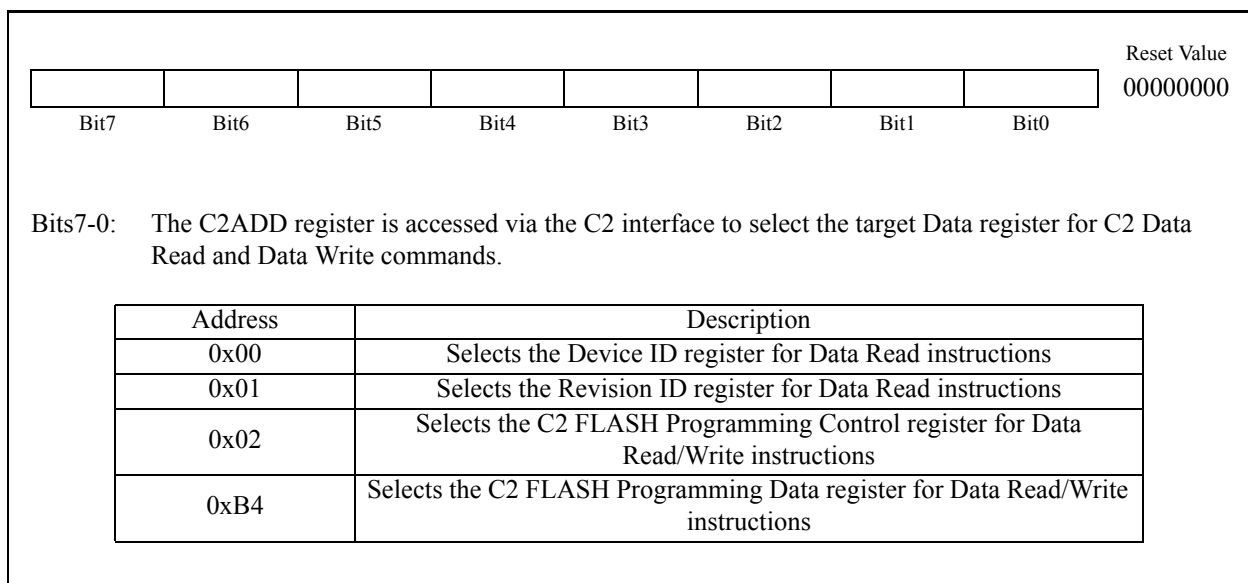 Reset Value
00000000
Bit7 Bit6 Bit5 Bit4 Bit3 Bit2 Bit1 Bit0
Bits7-0: The C2ADD register is accessed via the C2 interface to select the target Data register for C2 Data
Read and Data Write commands.
Address Description
0x00 Selects the Device ID register for Data Read instructions
0x01 Selects the Revision ID register for Data Read instructions
0x02 Selects the C2 FLASH Programming Control register for Data
Read/Write instructions
0xB4 Selects the C2 FLASH Programming Data register for Data Read/Write
instructions